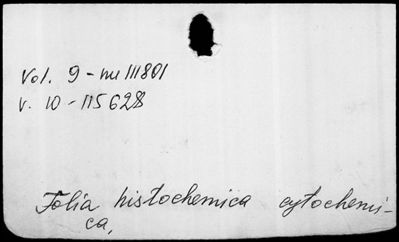 Vol. 9 - nu 111801
v. 10 - 115628
Folia histochemica cytochemi-
ca,